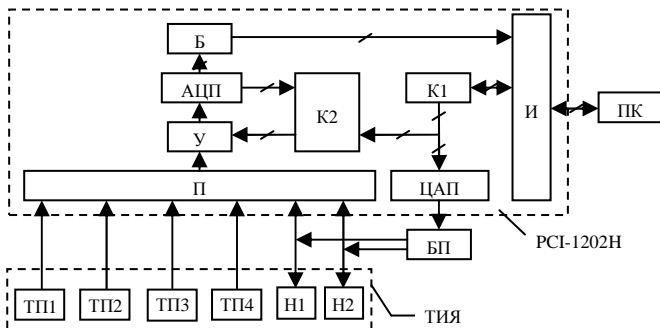 Б
АЦП
К2
К1
И
ПК
У
П
ЦАП
БП
PCI-1202H
ТП1
ТП2
ТП3
ТП4
Н1
Н2
ТИЯ